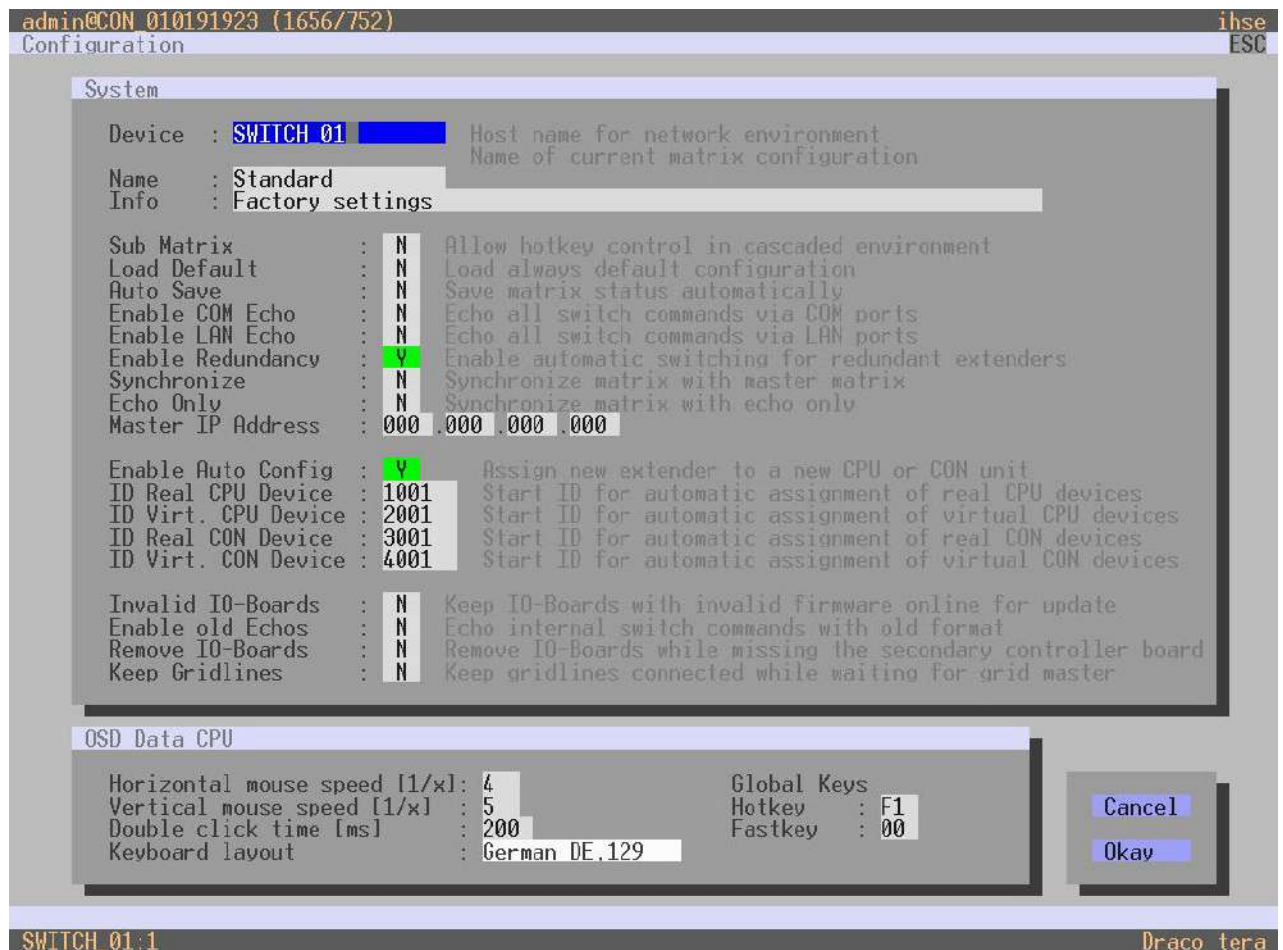 admin@CON_010191923 (1656/752) ihse
Configuration ESC
System
Device : SWITCH_01 Host name for network environment
Name of current matrix configuration
Name : Standard
Info : Factory settings
Sub Matrix : N Allow hotkey control in cascaded environment
Load Default : N Load always default configuration
Auto Save : N Save matrix status automatically
Enable COM Echo : N Echo all switch commands via COM ports
Enable LAN Echo : N Echo all switch commands via LAN ports
Enable Redundancy : Y Enable automatic switching for redundant extenders
Synchronize : N Synchronize matrix with master matrix
Echo Only : N Synchronize matrix with echo only
Master IP Address : 000 .000 .000 .000
Enable Auto Config : Y Assign new extender to a new CPU or CON unit
ID Real CPU Device : 1001 Start ID for automatic assignment of real CPU devices
ID Virt. CPU Device : 2001 Start ID for automatic assignment of virtual CPU devices
ID Real CON Device : 3001 Start ID for automatic assignment of real CON devices
ID Virt. CON Device : 4001 Start ID for automatic assignment of virtual CON devices
Invalid IO-Boards : N Keep IO-Boards with invalid firmware online for update
Enable old Echos : N Echo internal switch commands with old format
Remove IO-Boards : N Remove IO-Boards while missing the secondary controller board
Keep Gridlines : N Keep gridlines connected while waiting for grid master
OSD Data CPU
Horizontal mouse speed [1/x]: 4 Global Keys
Vertical mouse speed [1/x] : 5 Hotkey : F1
Double click time [ms] : 200 Fastkey : 00
Keyboard layout : German DE,129
Cancel
Okay
SWITCH_01:1 Draco tera